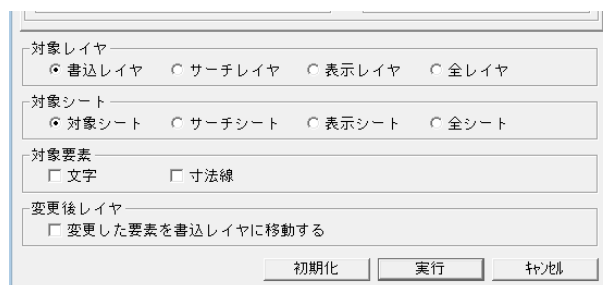 対象レイヤ
書込レイヤ サーチレイヤ 表示レイヤ 全レイヤ
対象シート
対象シート サーチシート 表示シート 全シート
対象要素
文字 寸法線
変更後レイヤ
変更した要素を書込レイヤに移動する
初期化 実行 ｷｬﾝｾﾙ